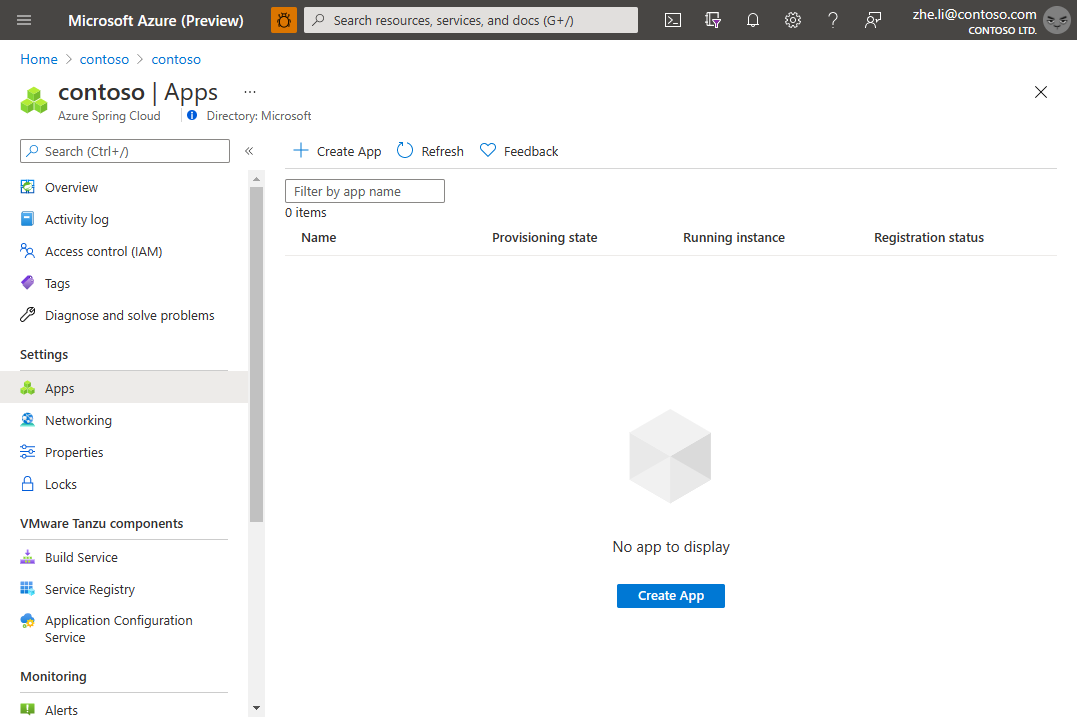 Microsoft Azure (Preview)
Search resources, services, and docs (G+/)
zhe.li@contoso.com
CONTOSO LTD.
Home > contoso > contoso
contoso | Apps ...
Azure Spring Cloud
Directory: Microsoft
Search (Ctrl+/)
Overview
Activity log
Access control (IAM)
Tags
Diagnose and solve problems
Settings
Apps
Networking
Properties
Locks
VMware Tanzu components
Build Service
Service Registry
Application Configuration
Service
Monitoring
Alerts
Create App
Refresh
Feedback
Filter by app name
0 items
Name
Provisioning state
Running instance
Registration status
No app to display
Create App